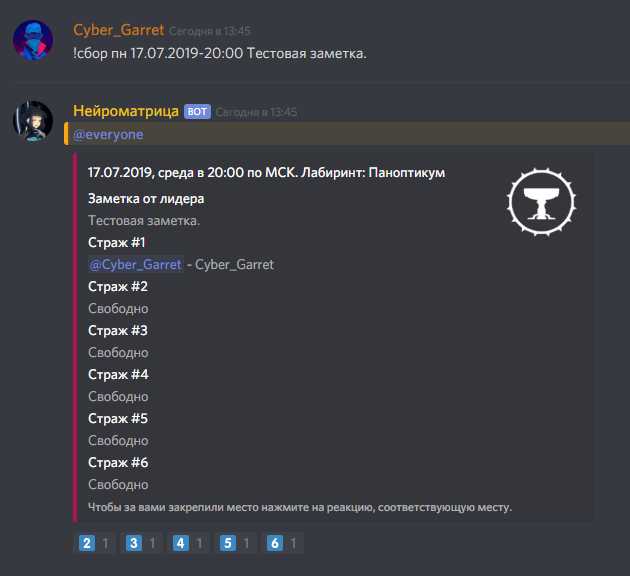 Cyber_Garret Сегодня в 13:45
!сбор пн 17.07.2019-20:00 Тестовая заметка.
Нейроматрица BOT Сегодня в 13:45
@everyone
17.07.2019, среда в 20:00 по МСК. Лабиринт: Паноптикум
Заметка от лидера
Тестовая заметка.
Страж #1
@Cyber_Garret - Cyber_Garret
Страж #2
Свободно
Страж #3
Свободно
Страж #4
Свободно
Страж #5
Свободно
Страж #6
Свободно
Чтобы за вами закрепили место нажмите на реакцию, соответствующую месту.
2 1 3 1 4 1 5 1 6 1